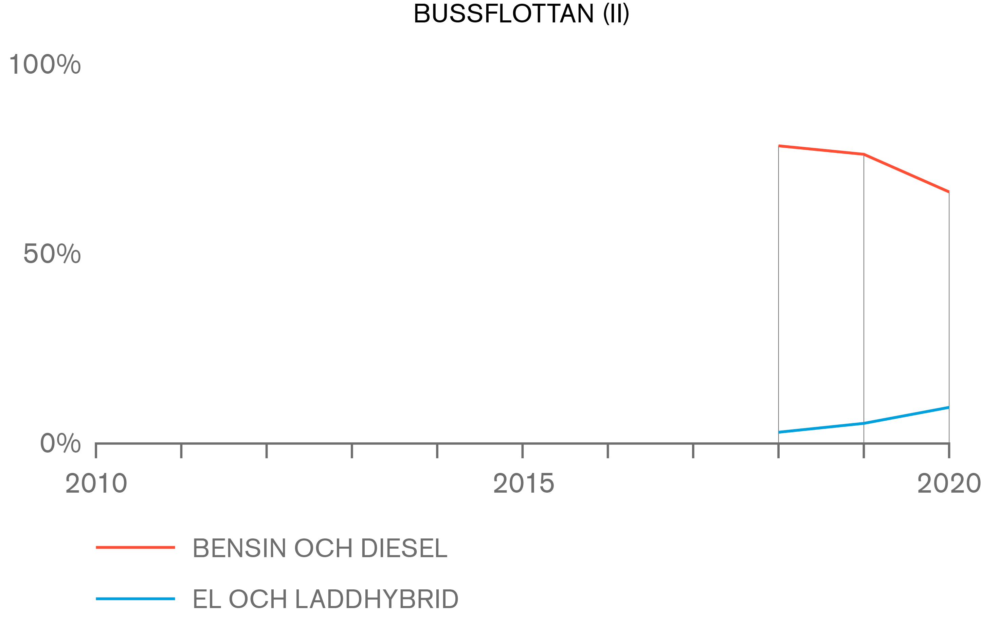 BUSSFLOTTAN (II)
100%
50%
0%
2010 2015 2020
BENSIN OCH DIESEL
EL OCH LADDHYBRID